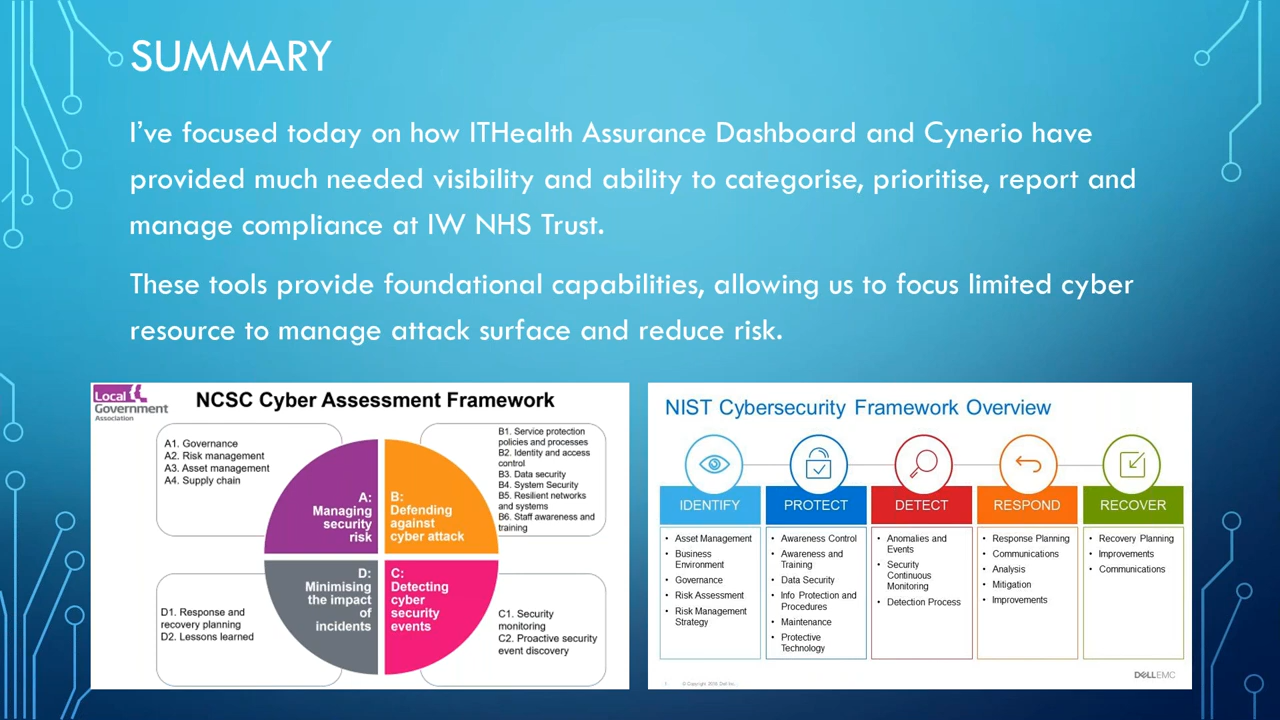 SUMMARY
I've focused today on how ITHealth Assurance Dashboard and Cynerio have
provided much needed visibility and ability to categorise, prioritise, report and
manage compliance at IW NHS Trust.
These tools provide foundational capabilities, allowing us to focus limited cyber
resource to manage attack surface and reduce risk.
Local
Government
Association
NCSC Cyber Assessment Framework
A1. Governance
A2. Risk management
A3. Asset management
A4. Supply chain
B1. Service protection
policies and processes
B2. Identity and access
control
B3. Data security
B4. System Security
B5. Resilient networks
and systems
B6. Staff awareness and
training
A:
Managing
security
risk
B:
Defending
against
cyber attack
D:
Minimising
the impact
of
incidents
C:
Detecting
cyber
security
events
D1. Response and
recovery planning
D2. Lessons learned
C1. Security
monitoring
C2. Proactive security
event discovery
NIST Cybersecurity Framework Overview
IDENTIFY
• Asset Management
• Business
Environment
• Governance
• Risk Assessment
• Risk Management
Strategy
PROTECT
• Awareness Control
• Awareness and
Training
• Data Security
• Info Protection and
Procedures
• Maintenance
• Protective
Technology
DETECT
• Anomalies and
Events
• Security
Continuous
Monitoring
• Detection Process
RESPOND
• Response Planning
• Communications
• Analysis
• Mitigation
• Improvements
RECOVER
• Recovery Planning
• Improvements
• Communications
© Copyright Dell Inc.
DELLEMC